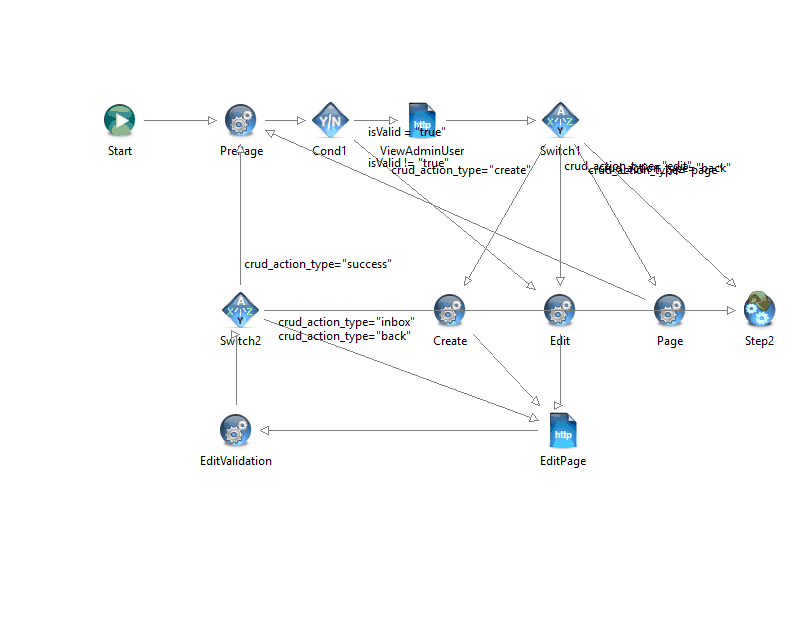 Y/N
http
A
X Z
Y
isValid = "true"
Start
PrePage
Cond1
ViewAdminUser
Switch1
isValid != "true"
crud_action_type="create"
crud_action_type="edit"
crud_action_type="back"
crud_action_type="page"
crud_action_type="success"
A
X Z
Y
crud_action_type="inbox"
crud_action_type="back"
Switch2
Create
Edit
Page
Step2
http
EditValidation
EditPage